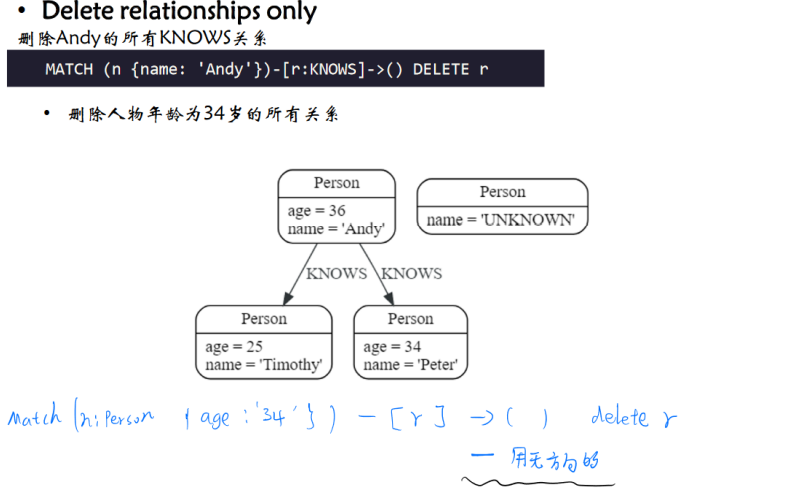 • Delete relationships only
删除Andy的所有KNOWS关系
MATCH (n {name: 'Andy'})-[r:KNOWS]->() DELETE r
• 删除人物年龄为34岁的所有关系
Person
age = 36
name = 'Andy'
Person
name = 'UNKNOWN'
KNOWS KNOWS
Person
age = 25
name = 'Timothy'
Person
age = 34
name = 'Peter'
Match (n:Person { age :'34' } ) — [ r ] → ( ) delete r
— 用无方向的